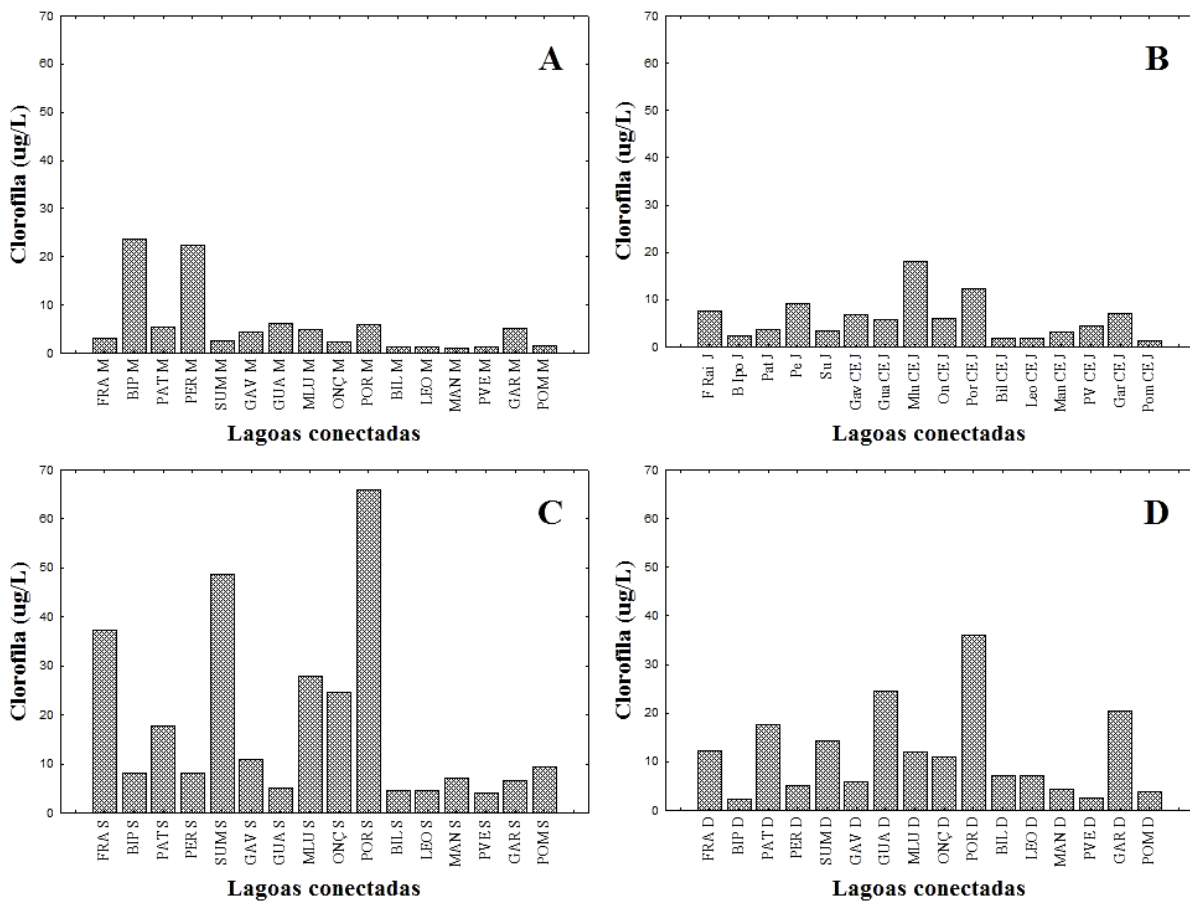 A
Clorofila (ug/L)
70
60
50
40
30
20
10
0
FRA M
BIP M
PAT M
PER M
SUM M
GAV M
GUA M
MLU M
ONÇ M
POR M
BIL M
LEO M
MAN M
PVE M
GAR M
POM M
Lagoas conectadas
B
Clorofila (ug/L)
70
60
50
40
30
20
10
0
F Rai J
B Ipo J
Pat J
Pe J
Su J
Gav CE J
Gua CE J
Mln CE J
On CE J
Por CE J
Bil CE J
Leo CE J
Man CE J
PV CE J
Gar CE J
Pom CE J
Lagoas conectadas
C
Clorofila (ug/L)
70
60
50
40
30
20
10
0
FRA S
BIP S
PAT S
PER S
SUM S
GAV S
GUA S
MLU S
ONÇ S
POR S
BIL S
LEO S
MAN S
PVE S
GAR S
POM S
Lagoas conectadas
D
Clorofila (ug/L)
70
60
50
40
30
20
10
0
FRA D
BIP D
PAT D
PER D
SUM D
GAV D
GUA D
MLU D
ONÇ D
POR D
BIL D
LEO D
MAN D
PVE D
GAR D
POM D
Lagoas conectadas